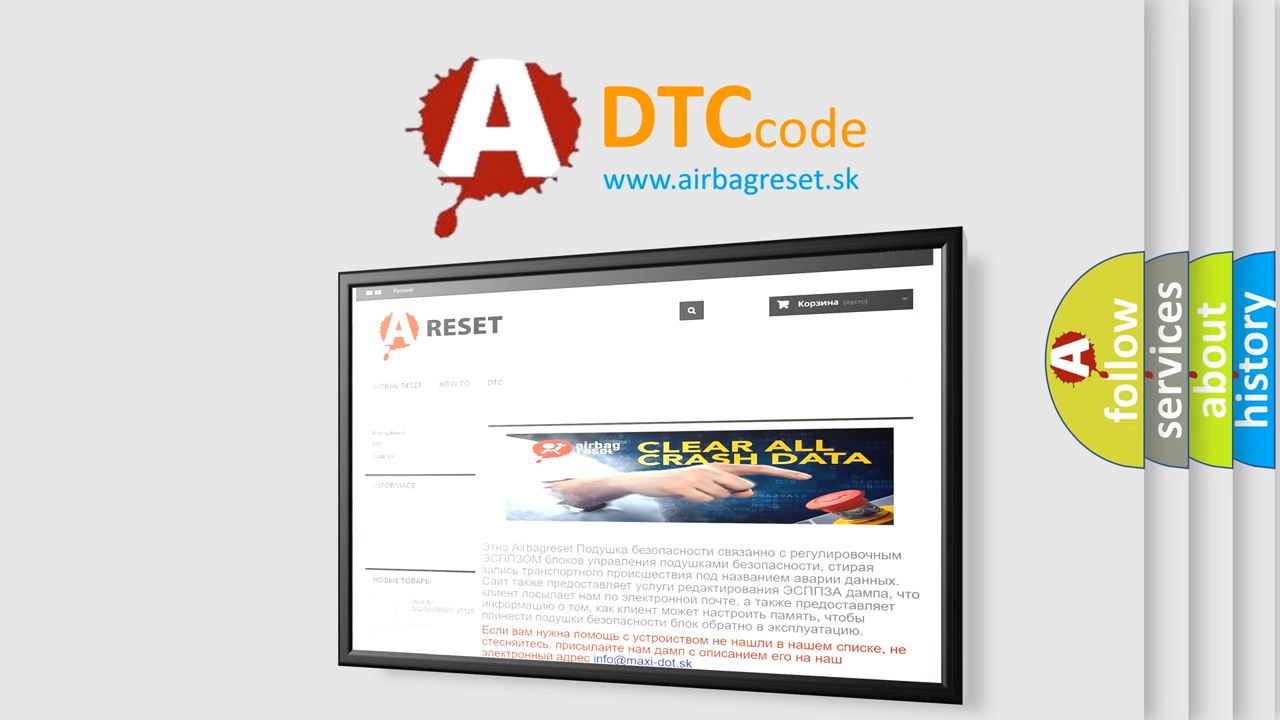 A
DTCcode
www.airbagreset.sk
Русский
A RESET
Корзина (пусто)
AIRBAG RESET HOW TO DTC
Airbag Reset
DTC
INFORMACE
airbag
reset
CLEAR ALL
CRASH DATA
Этно Airbagreset Подушка безопасности связанно с регулировочным
ЭСППЗОМ блоков управления подушками безопасности, стирая
запись транспортного происшествия под названием аварии данных.
Сайт также предоставляет услуги редактирования ЭСППЗА дампа, что
клиент посылает нам по электронной почте, а также предоставляет
информацию о том, как клиент может настроить память, чтобы
принести подушки безопасности блок обратно в эксплуатацию.
Если вам нужна помощь с устройством не нашли в нашем списке, не
стесняйтесь, присылайте нам дамп с описанием его на наш
электронный адрес info@maxi-dot.sk
НОВЫЕ ТОВАРЫ
A
follow
services
about
history